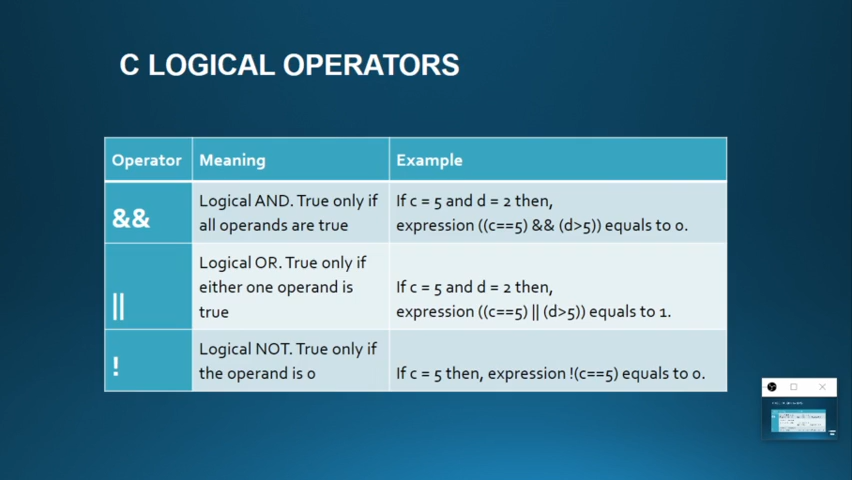 C LOGICAL OPERATORS
Operator Meaning Example
&& Logical AND. True only if all operands are true If c = 5 and d = 2 then, expression ((c==5) && (d>5)) equals to 0.
|| Logical OR. True only if either one operand is true If c = 5 and d = 2 then, expression ((c==5) || (d>5)) equals to 1.
! Logical NOT. True only if the operand is 0 If c = 5 then, expression !(c==5) equals to 0.